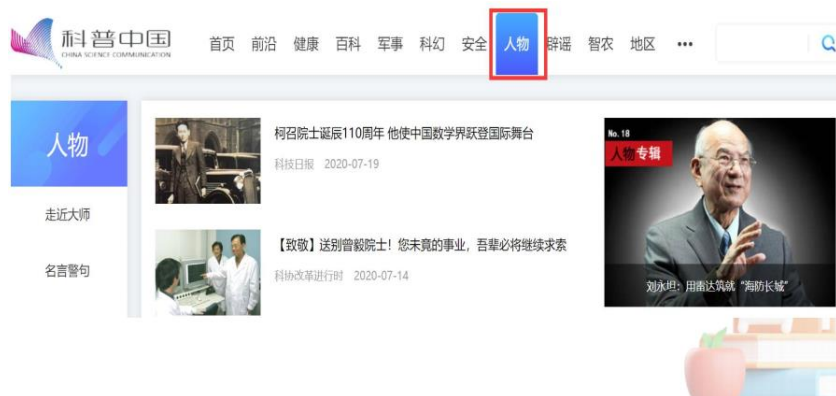 科普中国
CHINA SCIENCE COMMUNICATION
首页 前沿 健康 百科 军事 科幻 安全 人物 辟谣 智农 地区 •••
人物
走近大师
名言警句
柯召院士诞辰110周年 他使中国数学界跃登国际舞台
科技日报 2020-07-19
【致敬】送别曾毅院士！您未竟的事业，吾辈必将继续求索
科协改革进行时 2020-07-14
No.18
人物专辑
刘永坦：用雷达筑就“海防长城”